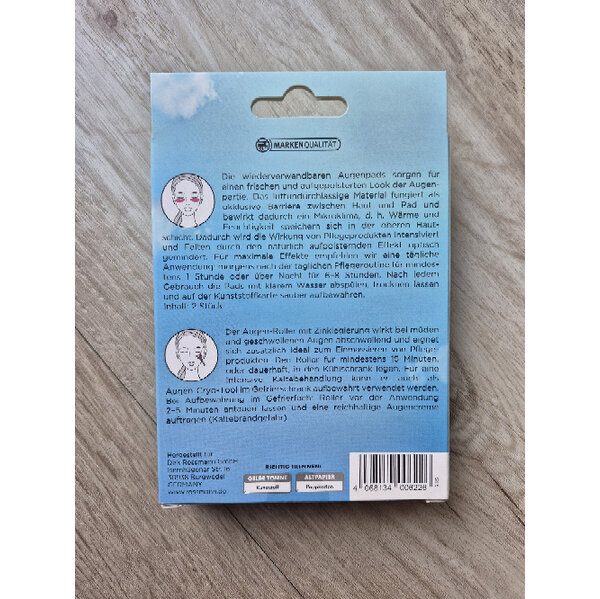 MARKENQUALITÄT
Die wiederverwendbaren Augenpads sorgen für
einen frischen und aufgepolsterten Look der Augen-
partie. Das luftundurchlässige Material fungiert als
okklusive Barriere zwischen Haut und Pad und
bewirkt dadurch ein Mikroklima, d. h. Wärme und
Feuchtigkeit speichern sich in der oberen Haut-
schicht. Dadurch wird die Wirkung von Pflegeprodukten intensiviert
und Falten durch den natürlich aufpolsternden Effekt optisch
gemindert. Für maximale Effekte empfehlen wir eine tägliche
Anwendung: morgens nach der täglichen Pflegeroutine für mindes-
tens 1 Stunde oder über Nacht für 6-8 Stunden. Nach jedem
Gebrauch die Pads mit klarem Wasser abspülen, trocknen lassen
und auf der Kunststoffkarte sauber aufbewahren.
Inhalt: 2 Stück
Der Augen-Roller mit Zinklegierung wirkt bei müden
und geschwollenen Augen abschwellend und eignet
sich zusätzlich ideal zum Einmassieren von Pflege-
produkten. Den Roller für mindestens 15 Minuten,
oder dauerhaft, in den Kühlschrank legen. Für eine
intensive Kältebehandlung kann er auch als
Augen-Cryo-Tool im Gefrierschrank aufbewahrt verwendet werden.
Bei Aufbewahrung im Gefrierfach: Roller vor der Anwendung
2-5 Minuten antauen lassen und eine reichhaltige Augencreme
auftragen (Kaltebrandgefahr).
Hergestellt für
Dirk Rossmann GmbH
Isernhägener Str. 16
30938 Burgwedel
GERMANY
www.rossmann.de
RICHTIG TRENNEN!
GELBE TONNE
Kunststoff
ALTPAPIER
4 068134 008228